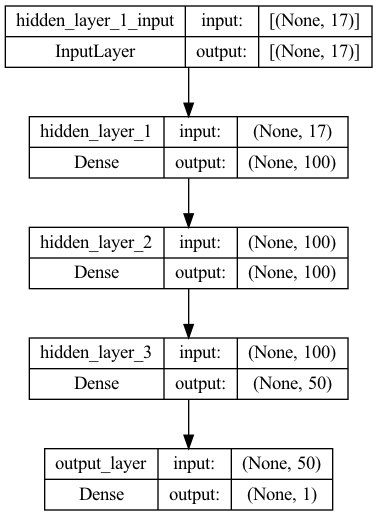 hidden_layer_1_input input: [(None, 17)]
InputLayer output: [(None, 17)]
hidden_layer_1 input: (None, 17)
Dense output: (None, 100)
hidden_layer_2 input: (None, 100)
Dense output: (None, 100)
hidden_layer_3 input: (None, 100)
Dense output: (None, 50)
output_layer input: (None, 50)
Dense output: (None, 1)